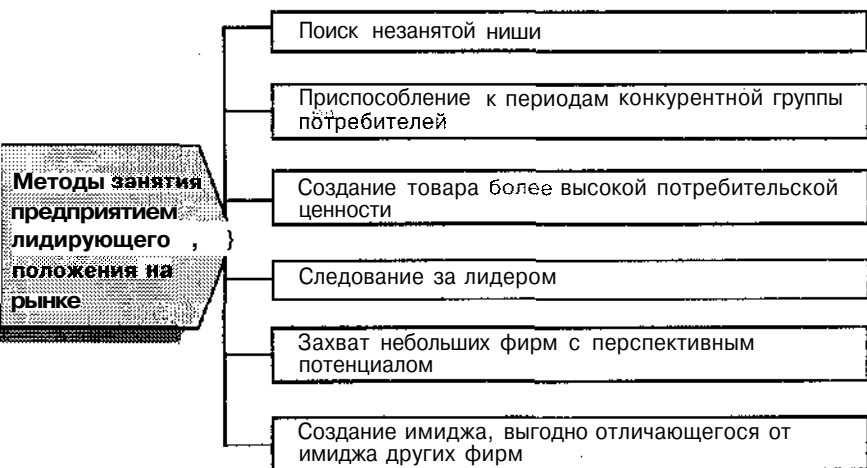 Поиск незанятой ниши
Приспособление к периодам конкурентной группы
потребителей
Методы занятия
предприятием
лидирующего , }
положения на
рынке
Создание товара более высокой потребительской
ценности
Следование за лидером
Захват небольших фирм с перспективным
потенциалом
Создание имиджа, выгодно отличающегося от
имиджа других фирм